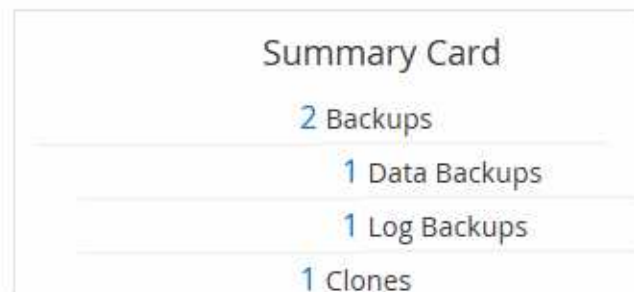 Summary Card
2 Backups
1 Data Backups
1 Log Backups
1 Clones